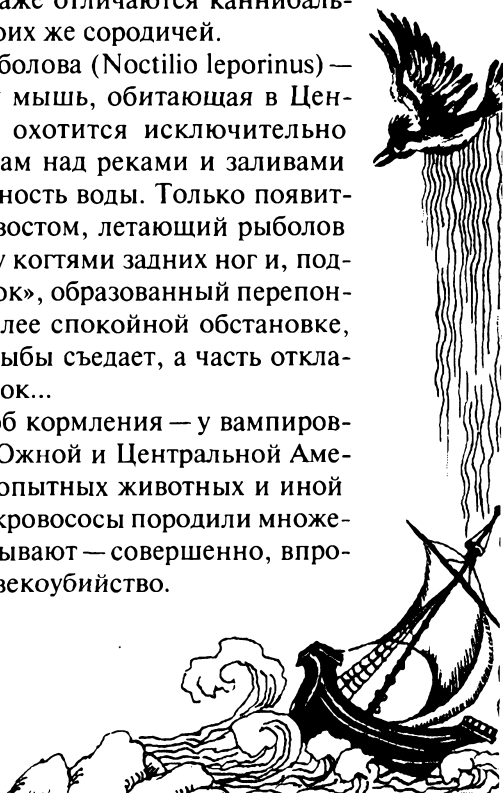 аже отличаются каннибаль-
оих же сородичей.
болова (Noctilio leporinus) —
у мышь, обитающая в Цен-
охотится исключительно
ам над реками и заливами
ность воды. Только появит-
востом, летающий рыболов
у когтями задних ног и, под-
ок», образованный перепон-
лее спокойной обстановке,
ыбы съедает, а часть откла-
ок...
об кормления — у вампиров-
Южной и Центральной Аме-
опытных животных и иной
кровососы породили множе-
ывают — совершенно, впро-
векоубийство.